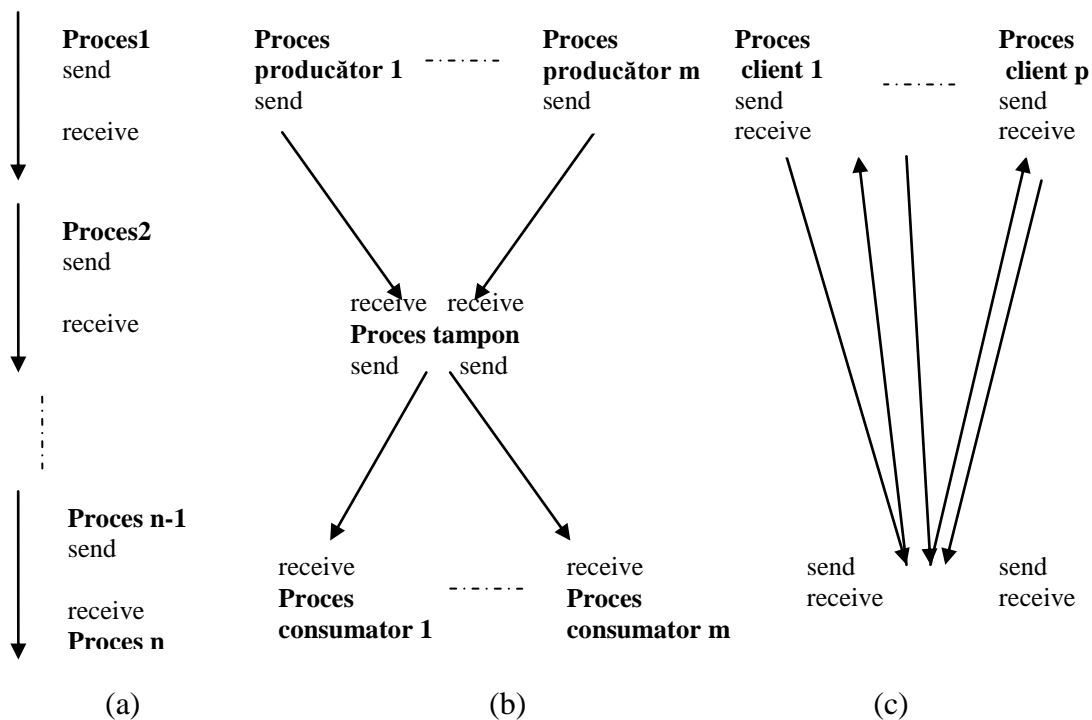 Proces1
send
receive
Proces2
send
receive
Proces n-1
send
receive
Proces n
(a)
Proces
producător 1
send
Proces
producător m
send
receive receive
Proces tampon
send send
receive
Proces
consumator 1
receive
Proces
consumator m
(b)
Proces
client 1
send
receive
Proces
client p
send
receive
send
receive
send
receive
(c)